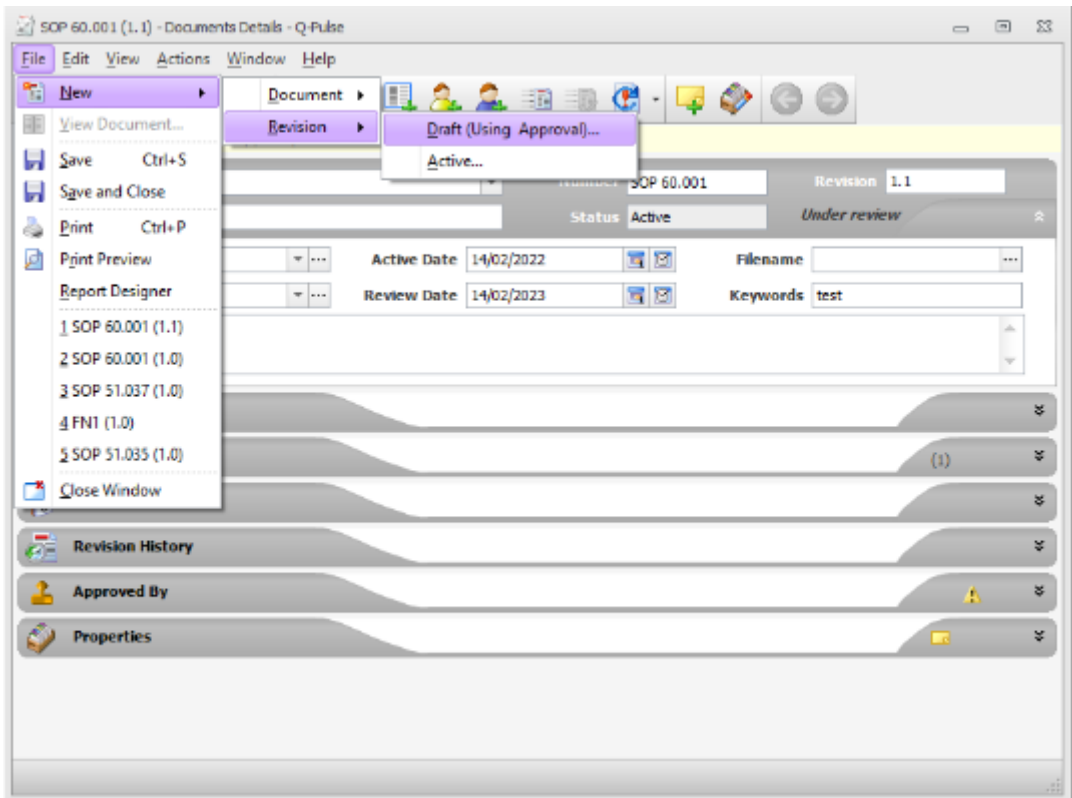 SOP 60.001 (1.1) - Documents Details - Q-Pulse
File Edit View Actions Window Help
New
Document
View Document...
Revision
Draft (Using Approval)...
Active...
Save Ctrl+S
Save and Close
Print Ctrl+P
Print Preview
Report Designer
1 SOP 60.001 (1.1)
2 SOP 60.001 (1.0)
3 SOP 51.037 (1.0)
4 FN1 (1.0)
5 SOP 51.035 (1.0)
Close Window
SOP 60.001 Revision 1.1
Status Active Under review
Active Date 14/02/2022 Filename
Review Date 14/02/2023 Keywords test
(1)
Revision History
Approved By
Properties